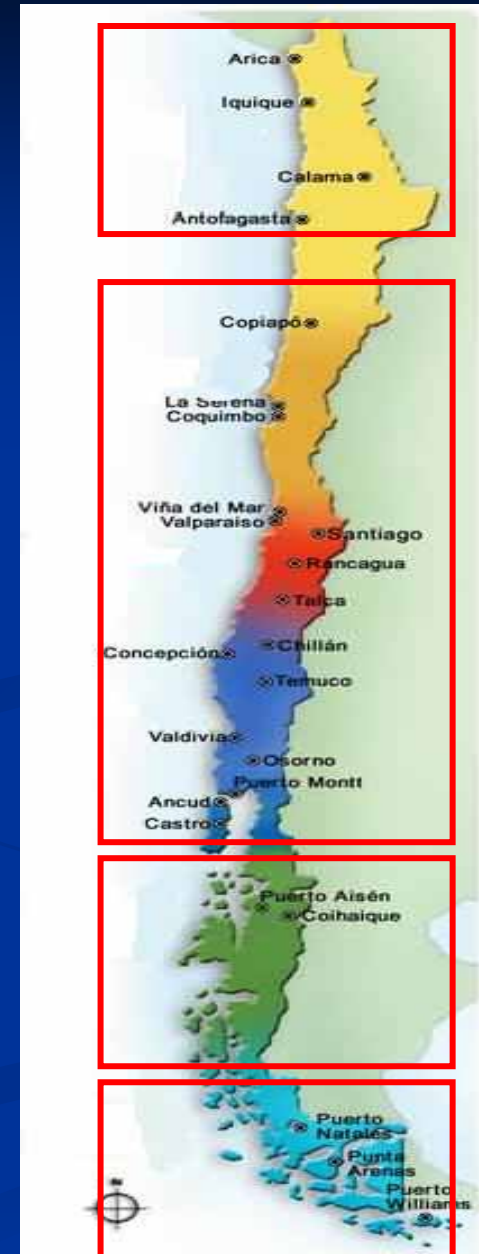 Arica
Iquique
Calama
Antofagasta
Copiapó
La Serena
Coquimbo
Viña del Mar
Valparaiso
Santiago
Rancagua
Talca
Chillán
Concepción
Temuco
Valdivia
Osorno
Puerto Montt
Ancud
Castro
Puerto Aisén
Coihaique
Puerto
Natales
Punta
Arenas
Puerto
Williams